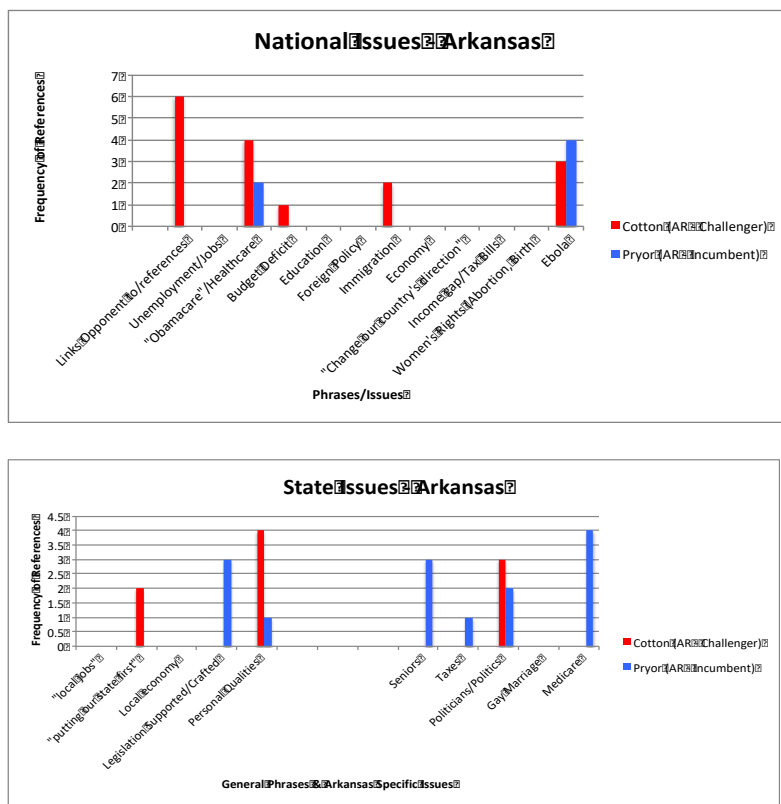 National Issues - Arkansas
Frequency of References
7
6
5
4
3
2
1
0
Links Opponent to/references
Unemployment/Jobs
"Obamacare"/Healthcare
Budget Deficit
Education
Foreign Policy
Immigration
Economy
"Change our country's direction"
Income gap/Tax Bills
Women's Rights (Abortion, Birth
Ebola
Phrases/Issues
Cotton (AR - Challenger)
Pryor (AR - Incumbent)
State Issues - Arkansas
Frequency of References
4.5
4
3.5
3
2.5
2
1.5
1
0.5
0
"local jobs"
"putting our state first"
Local economy
Legislation Supported/Crafted
Personal Qualities
Seniors
Taxes
Politicians/Politics
Gay Marriage
Medicare
General Phrases & Arkansas Specific Issues
Cotton (AR - Challenger)
Pryor (AR - Incumbent)